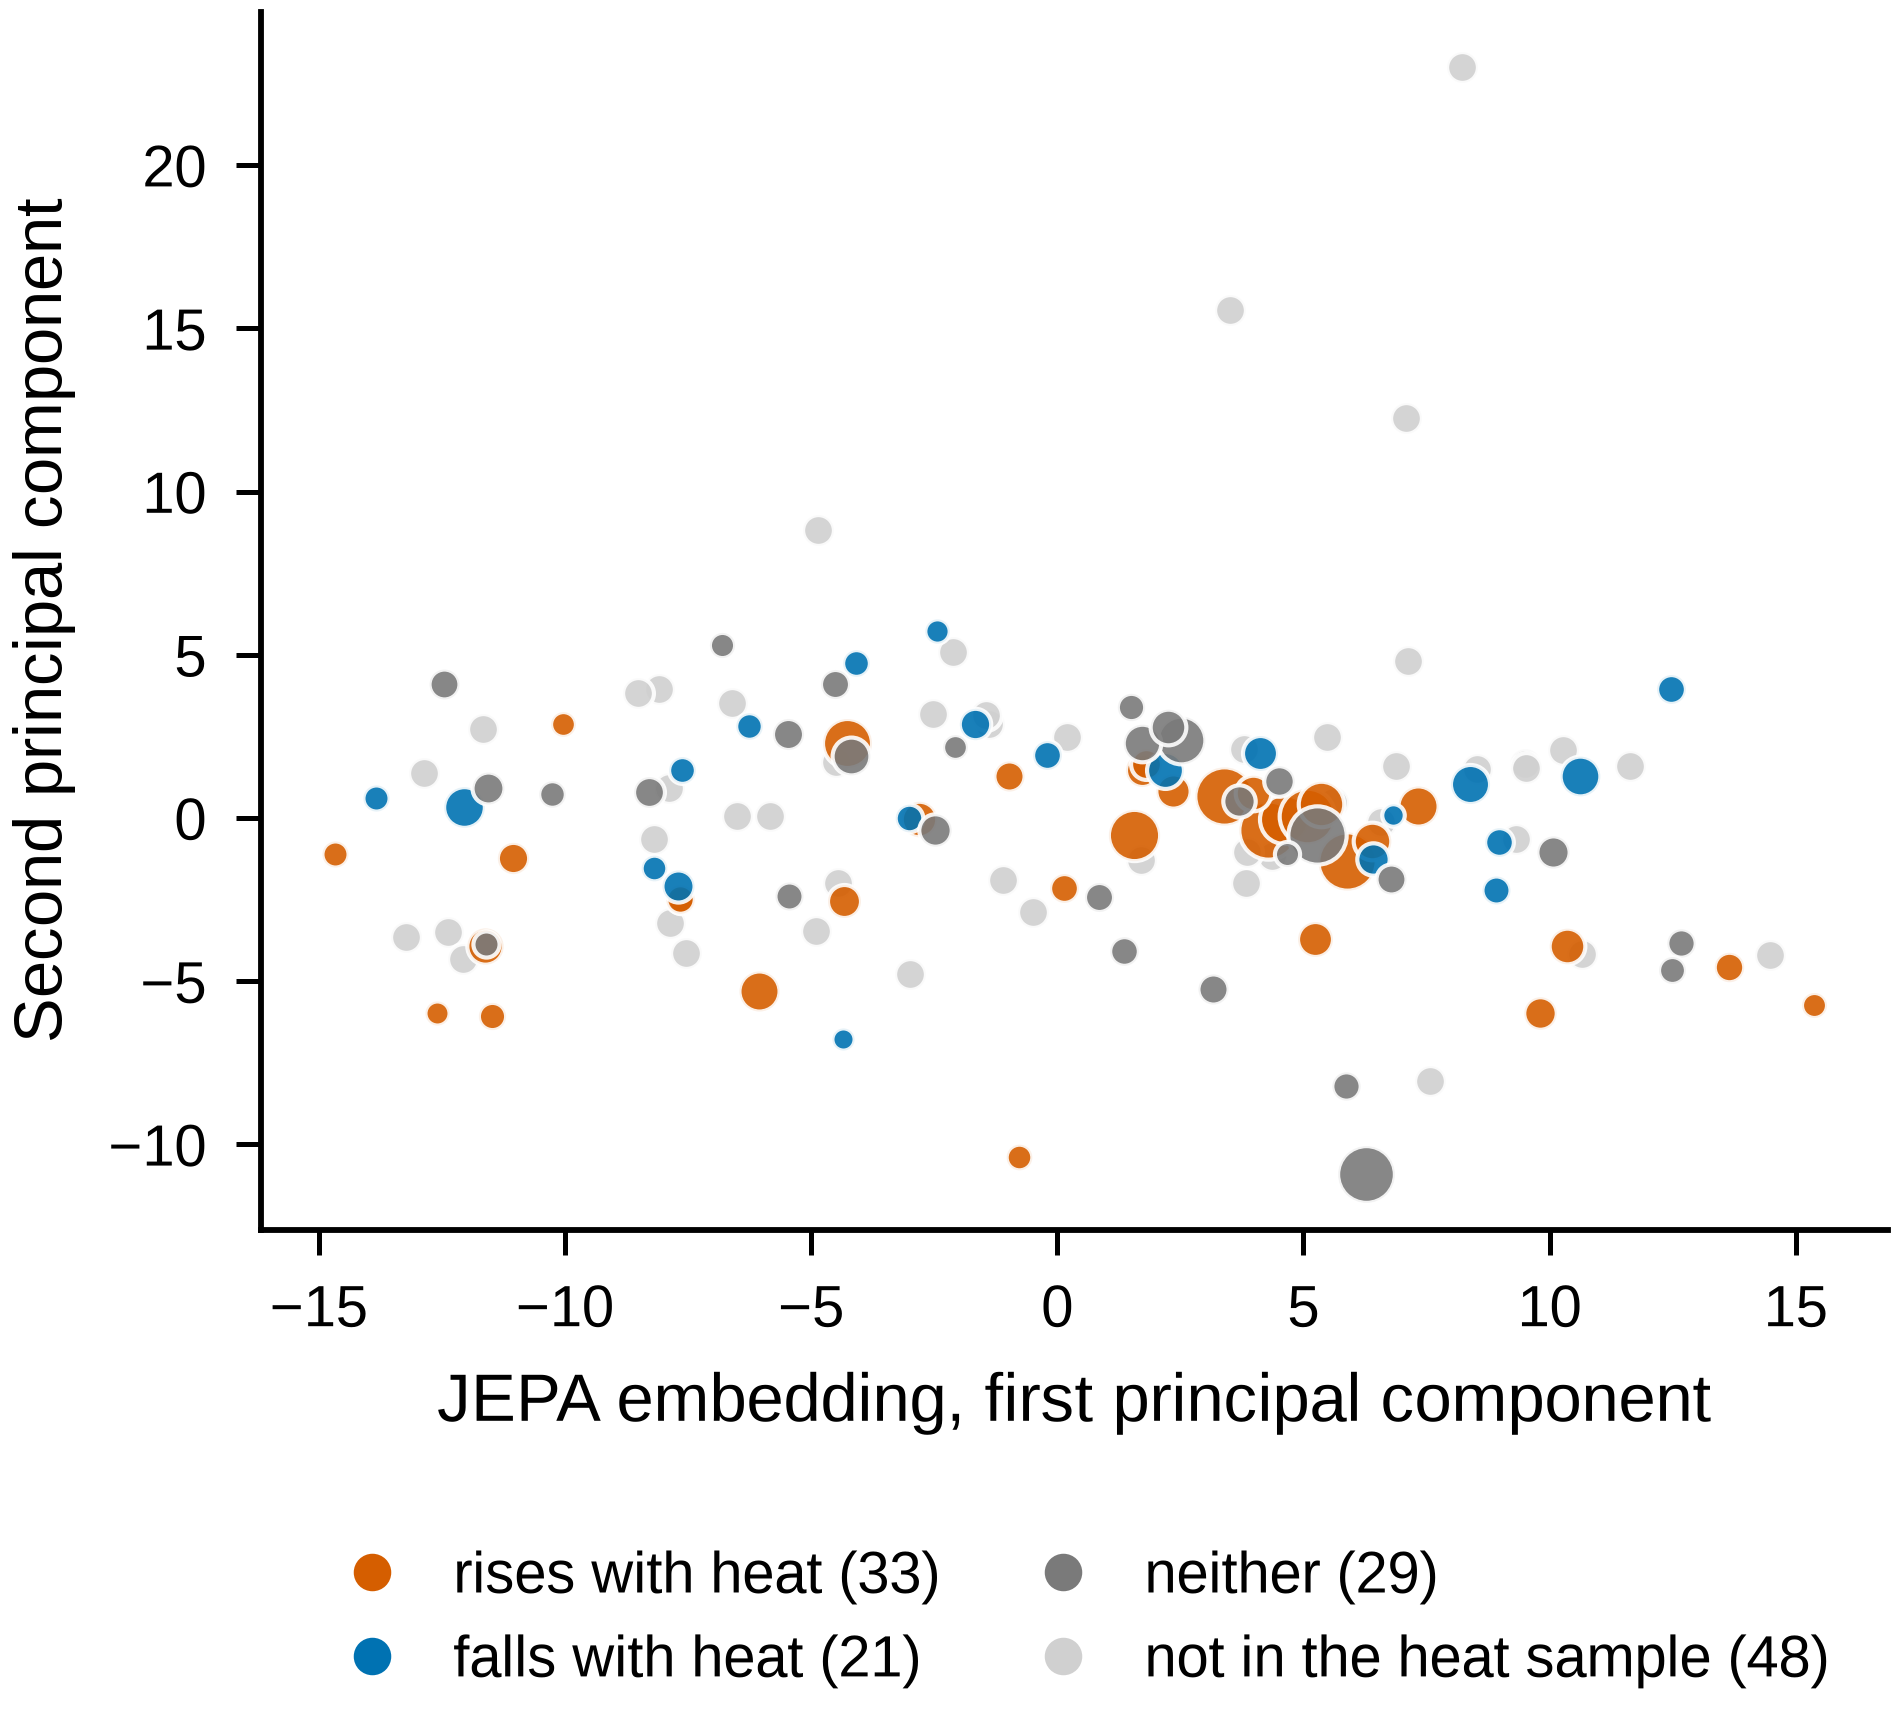 Second principal component
20
15
10
5
0
−5
−10
−15 −10 −5 0 5 10 15
JEPA embedding, first principal component
rises with heat (33)
falls with heat (21)
neither (29)
not in the heat sample (48)